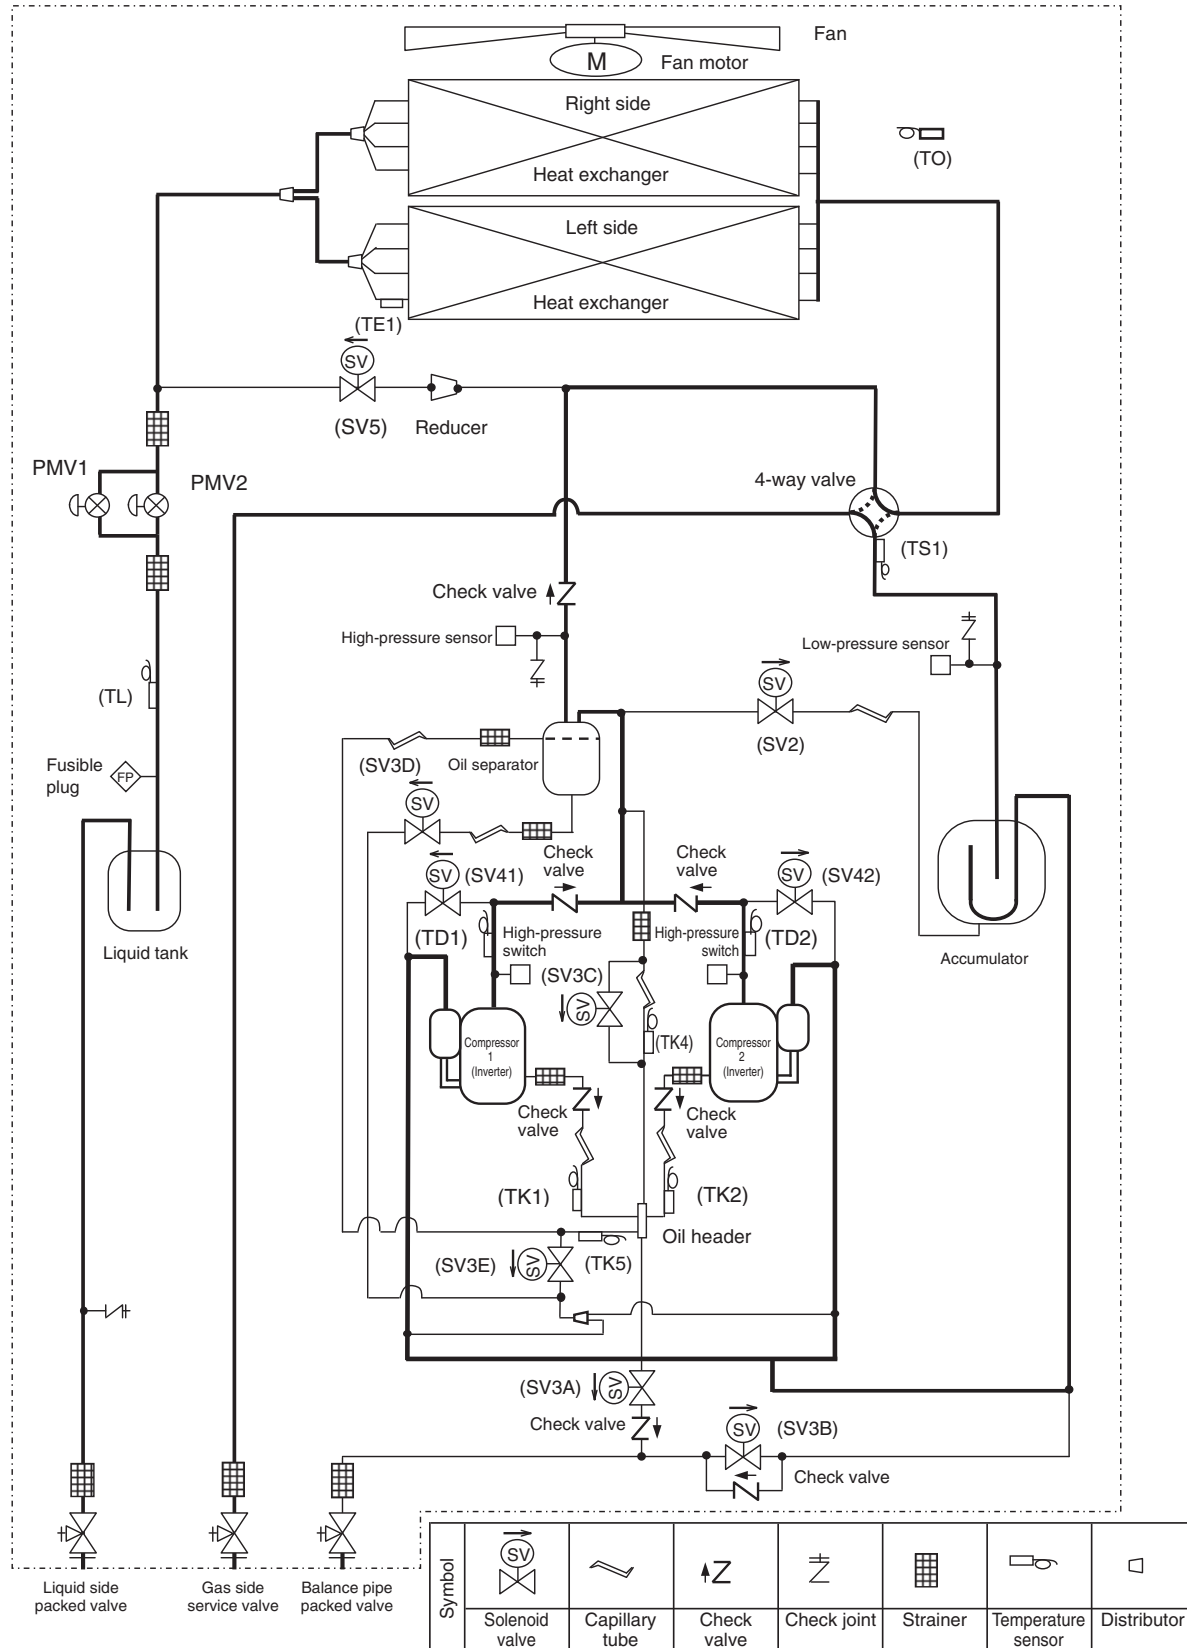 Fan
M
Fan motor
Right side
Heat exchanger
(TO)
Left side
Heat exchanger
(TE1)
SV
(SV5)
Reducer
PMV1
PMV2
4-way valve
(TS1)
Check valve
High-pressure sensor
Low-pressure sensor
(TL)
SV
(SV2)
Fusible
plug
FP
(SV3D)
Oil separator
SV
Check
valve
Check
valve
SV
(SV41)
SV
(SV42)
(TD1)
High-pressure
switch
High-pressure
switch
(TD2)
Liquid tank
Accumulator
(SV3C)
SV
Compressor
1
(Inverter)
(TK4)
Compressor
2
(Inverter)
Check
valve
Check
valve
(TK1)
(TK2)
Oil header
(SV3E)
SV
(TK5)
(SV3A)
SV
Check valve
SV
(SV3B)
Check valve
Liquid side
packed valve
Gas side
service valve
Balance pipe
packed valve
Symbol
SV
Solenoid
valve
Capillary
tube
Check
valve
Check joint
Strainer
Temperature
sensor
Distributor